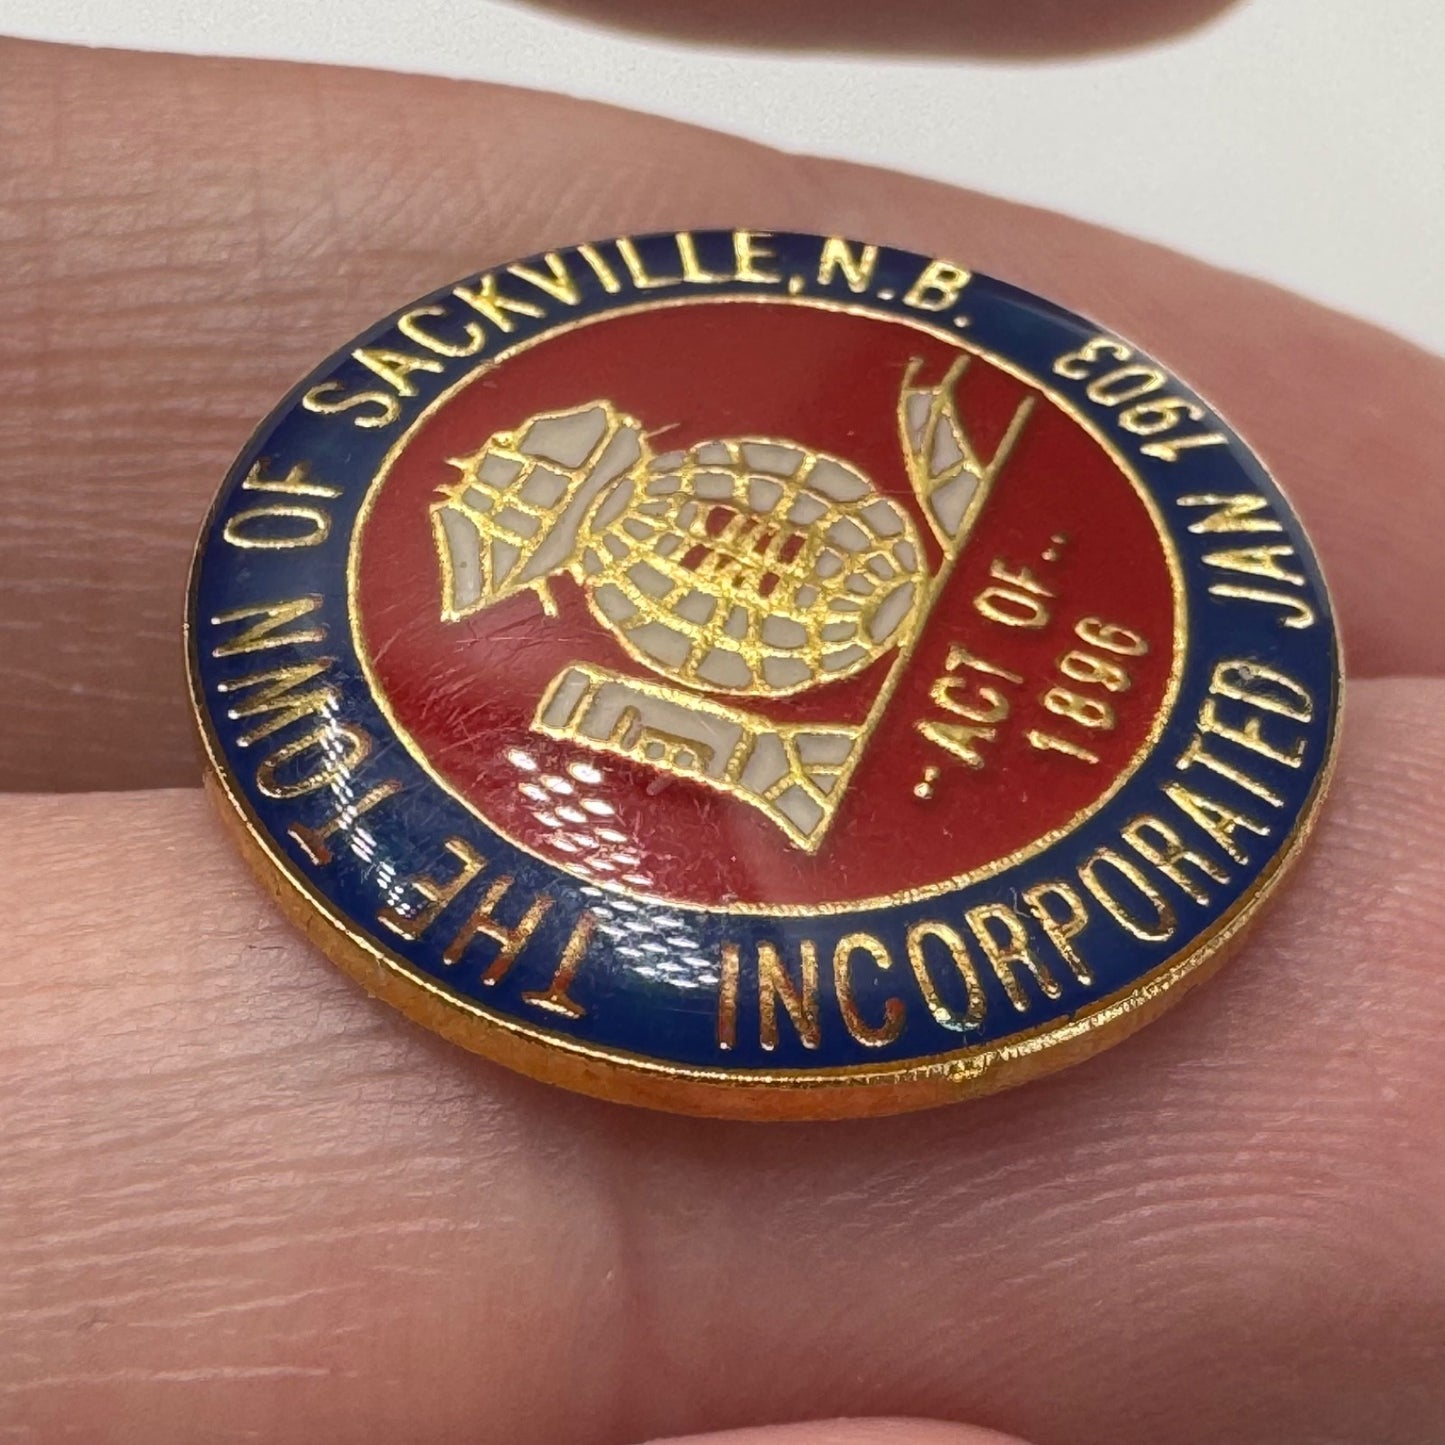 THE TOWN OF SACKVILLE, N.B.
INCORPORATED JAN 1903
-ACT OF-
1896